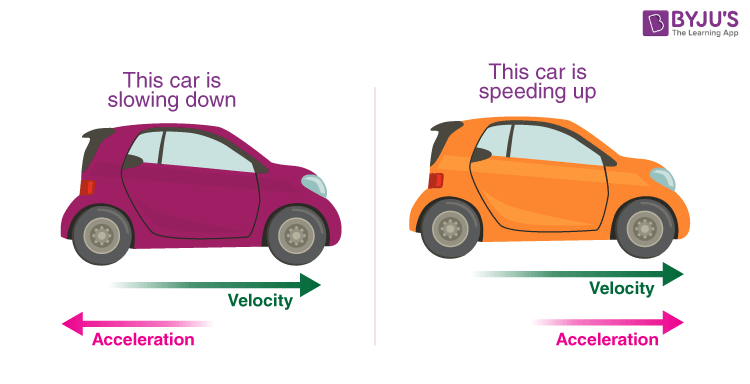 BYJU'S
The Learning App
This car is
slowing down
Velocity
Acceleration
This car is
speeding up
Velocity
Acceleration